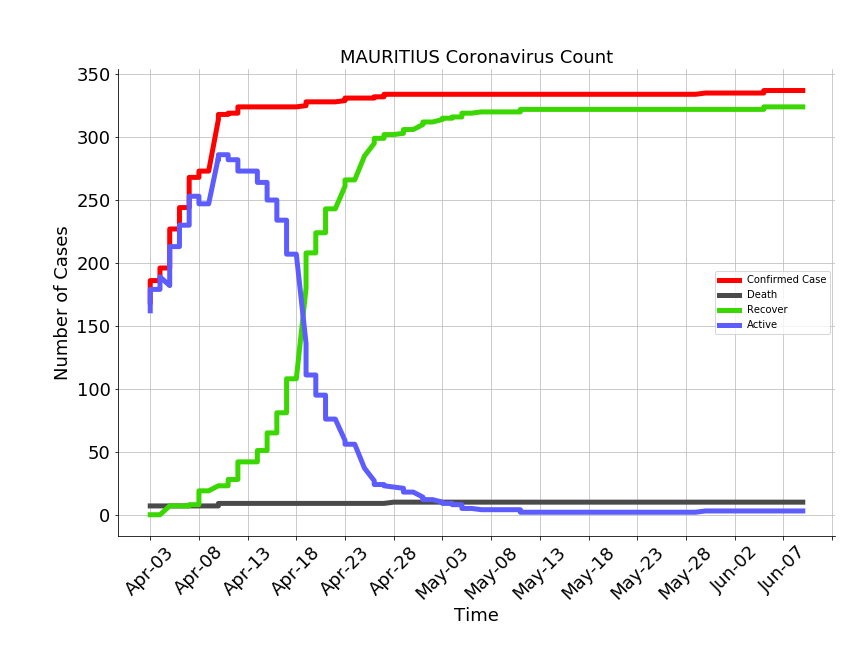 MAURITIUS Coronavirus Count
350
300
250
200
150
100
50
0
Number of Cases
Confirmed Case
Death
Recover
Active
Apr-03
Apr-08
Apr-13
Apr-18
Apr-23
Apr-28
May-03
May-08
May-13
May-18
May-23
May-28
Jun-02
Jun-07
Time